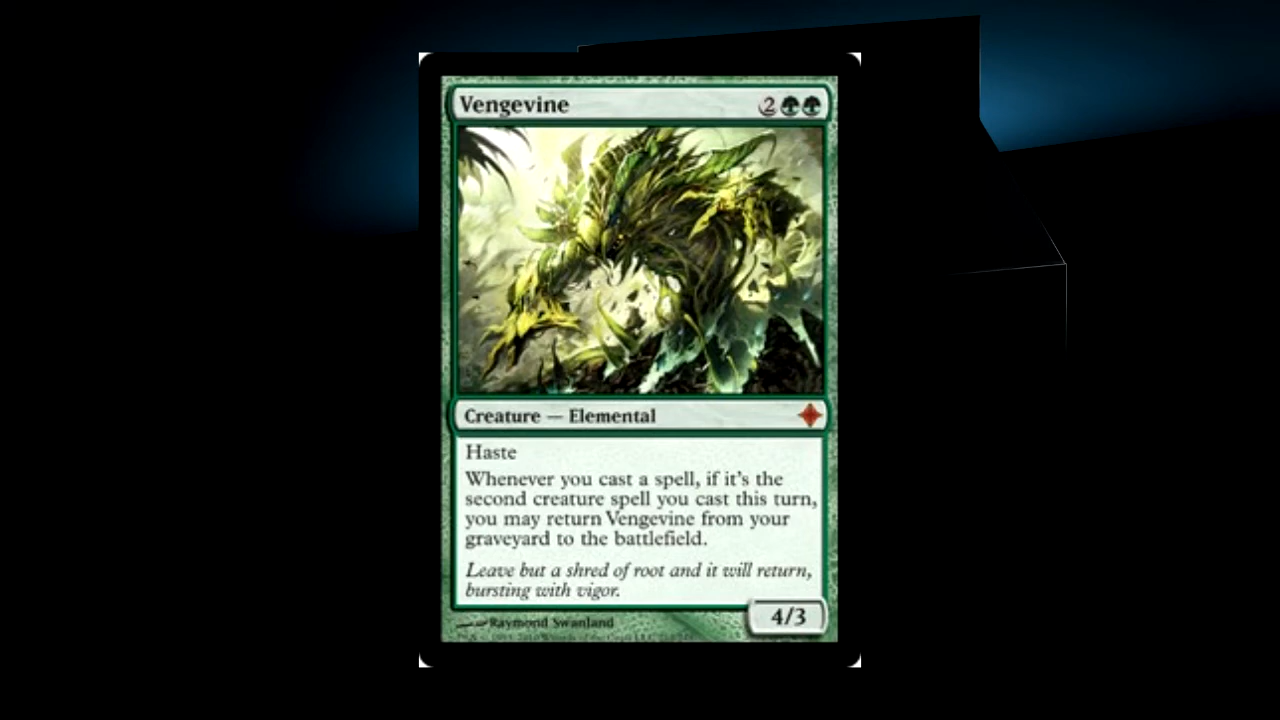 Vengevine 2
Creature — Elemental
Haste
Whenever you cast a spell, if it's the
second creature spell you cast this turn,
you may return Vengevine from your
graveyard to the battlefield.
Leave but a shred of root and it will return,
bursting with vigor.
4/3
Raymond Swanland